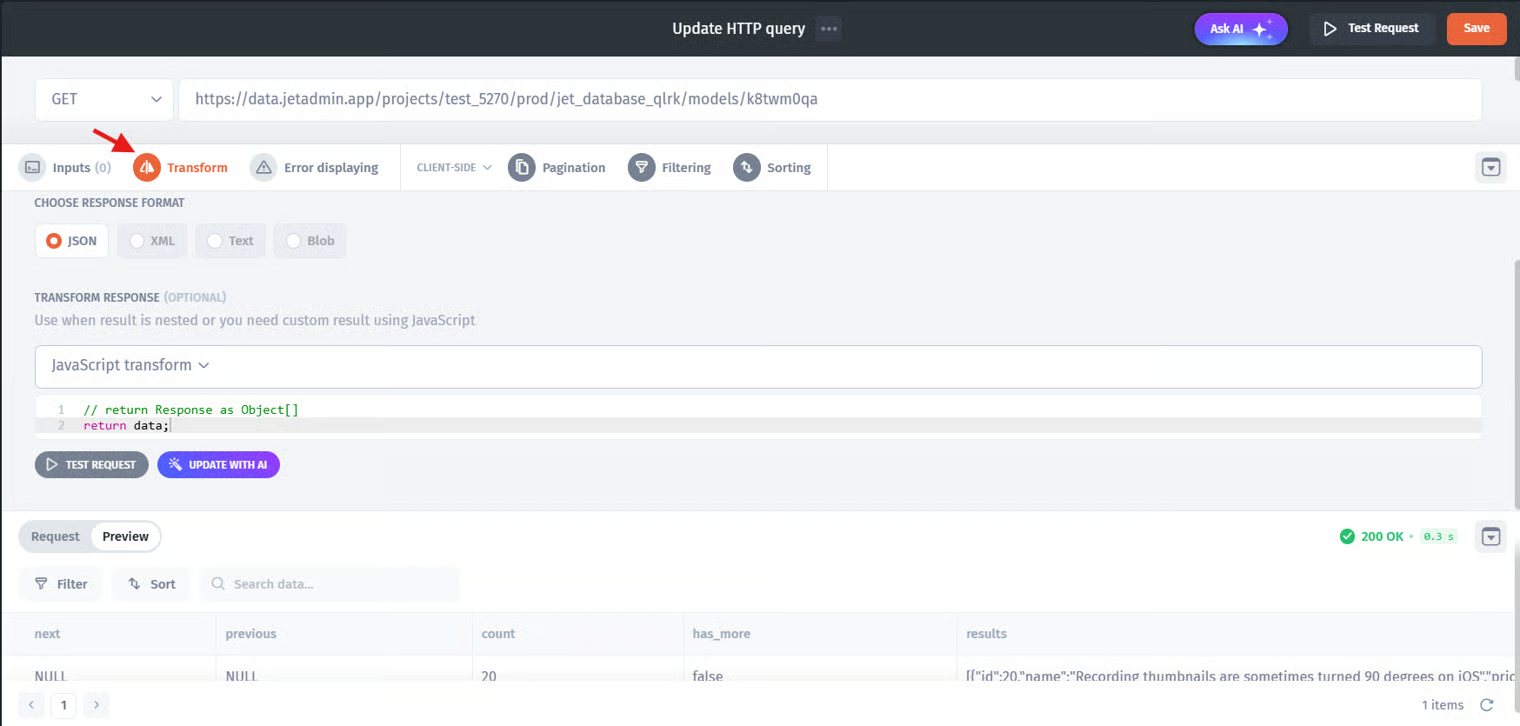 Update HTTP query ••• Ask AI Test Request Save
GET https://data.jetadmin.app/projects/test_5270/prod/jet_database_qlrk/models/k8twm0qa
Inputs (0) Transform Error displaying CLIENT-SIDE Pagination Filtering Sorting
CHOOSE RESPONSE FORMAT
JSON XML Text Blob
TRANSFORM RESPONSE (OPTIONAL)
Use when result is nested or you need custom result using JavaScript
JavaScript transform
1 // return Response as Object[]
2 return data;
TEST REQUEST UPDATE WITH AI
Request Preview 200 OK • 0.3 s
Filter Sort Search data...
next previous count has_more results
NULL NULL 20 false [{"id":20,"name":"Recording thumbnails are sometimes turned 90 degrees on iOS","pric
1 1 items